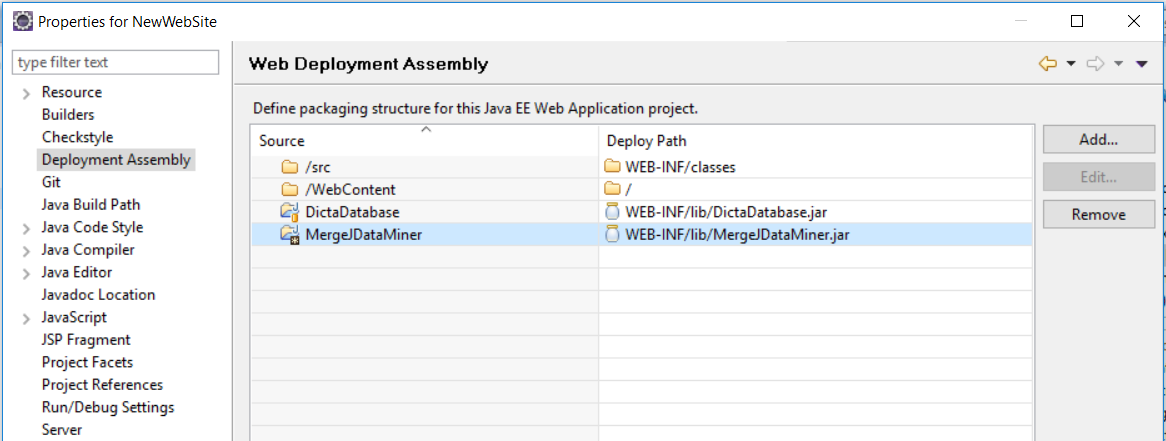 Properties for NewWebSite
type filter text
Resource
Builders
Checkstyle
Deployment Assembly
Git
Java Build Path
Java Code Style
Java Compiler
Java Editor
Javadoc Location
JavaScript
JSP Fragment
Project Facets
Project References
Run/Debug Settings
Server
Web Deployment Assembly
Define packaging structure for this Java EE Web Application project.
Source Deploy Path
/src WEB-INF/classes
/WebContent /
DictaDatabase WEB-INF/lib/DictaDatabase.jar
MergeJDataMiner WEB-INF/lib/MergeJDataMiner.jar
Add...
Edit...
Remove